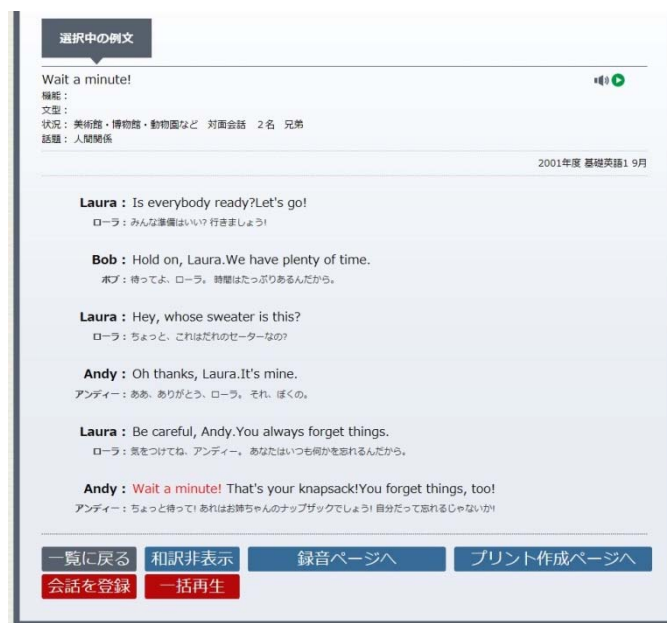 選択中の例文
Wait a minute!
機能：
文型：
状況： 美術館・博物館・動物園など 対面会話 2名 兄弟
話題： 人間関係
2001年度 基礎英語1 9月
Laura : Is everybody ready?Let's go!
ローラ : みんな準備はいい? 行きましょう!
Bob : Hold on, Laura.We have plenty of time.
ボブ : 待ってよ、ローラ。 時間はたっぷりあるんだから。
Laura : Hey, whose sweater is this?
ローラ : ちょっと、これはだれのセーターなの?
Andy : Oh thanks, Laura.It's mine.
アンディー : ああ、ありがとう、ローラ。 それ、ぼくの。
Laura : Be careful, Andy.You always forget things.
ローラ : 気をつけてね、アンディー。 あなたはいつも何かを忘れるんだから。
Andy : Wait a minute! That's your knapsack!You forget things, too!
アンディー : ちょっと待って! あれはお姉ちゃんのナップザックでしょう! 自分だって忘れるじゃないか!
一覧に戻る 和訳非表示 録音ページへ プリント作成ページへ
会話を登録 一括再生